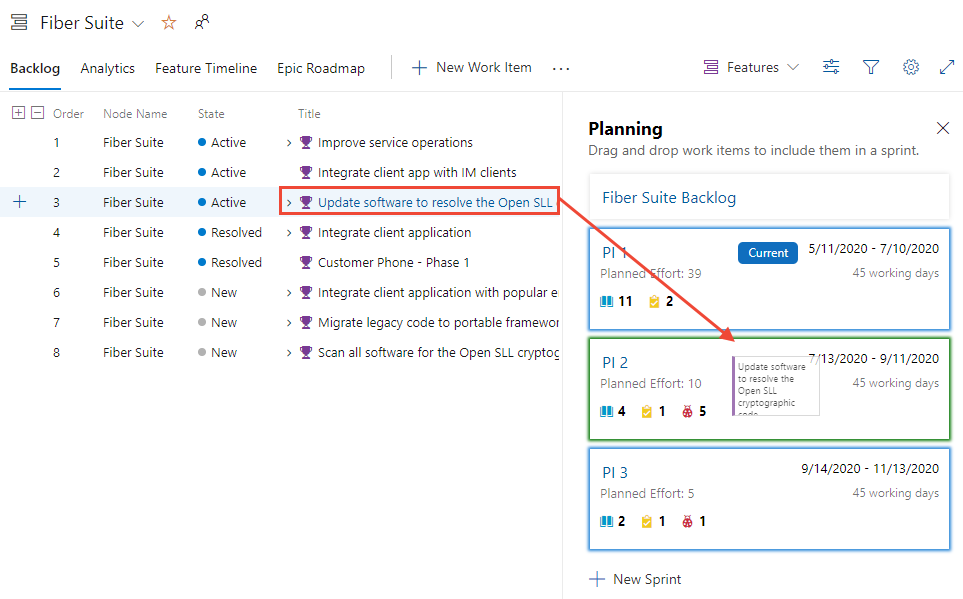 Fiber Suite
Backlog Analytics Feature Timeline Epic Roadmap New Work Item ... Features
Order Node Name State Title
1 Fiber Suite Active Improve service operations
2 Fiber Suite Active Integrate client app with IM clients
3 Fiber Suite Active Update software to resolve the Open SLL
4 Fiber Suite Resolved Integrate client application
5 Fiber Suite Resolved Customer Phone - Phase 1
6 Fiber Suite New Integrate client application with popular e
7 Fiber Suite New Migrate legacy code to portable framewor
8 Fiber Suite New Scan all software for the Open SLL cryptog
Planning
Drag and drop work items to include them in a sprint.
Fiber Suite Backlog
PI 1 Current 5/11/2020 - 7/10/2020
Planned Effort: 39 45 working days
11 2
PI 2 7/13/2020 - 9/11/2020
Planned Effort: 10 45 working days
4 1 5
Update software
to resolve the
Open SLL
cryptographic
code
PI 3 9/14/2020 - 11/13/2020
Planned Effort: 5 45 working days
2 1 1
New Sprint